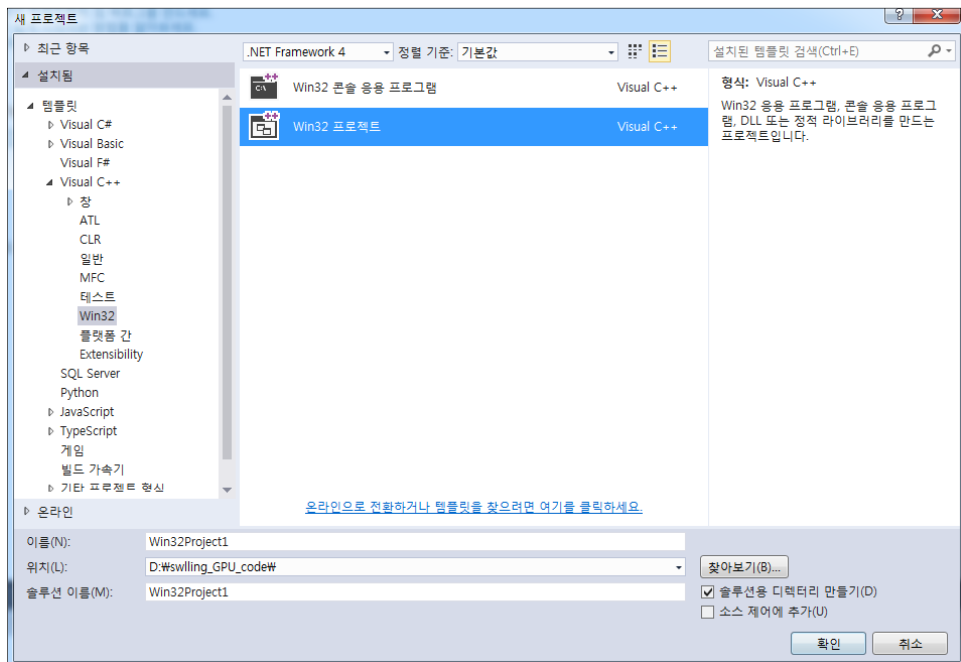 새 프로젝트
최근 항목
설치됨
템플릿
Visual C#
Visual Basic
Visual F#
Visual C++
창
ATL
CLR
일반
MFC
테스트
Win32
플랫폼 간
Extensibility
SQL Server
Python
JavaScript
TypeScript
게임
빌드 가속기
기타 프로젝트 형식
온라인
.NET Framework 4 정렬 기준: 기본값
Win32 콘솔 응용 프로그램 Visual C++
Win32 프로젝트 Visual C++
온라인으로 전환하거나 템플릿을 찾으려면 여기를 클릭하세요.
설치된 템플릿 검색(Ctrl+E)
형식: Visual C++
Win32 응용 프로그램, 콘솔 응용 프로그
램, DLL 또는 정적 라이브러리를 만드는
프로젝트입니다.
이름(N): Win32Project1
위치(L): D:₩swlling_GPU_code₩ 찾아보기(B)...
솔루션 이름(M): Win32Project1 솔루션용 디렉터리 만들기(D)
소스 제어에 추가(U)
확인 취소